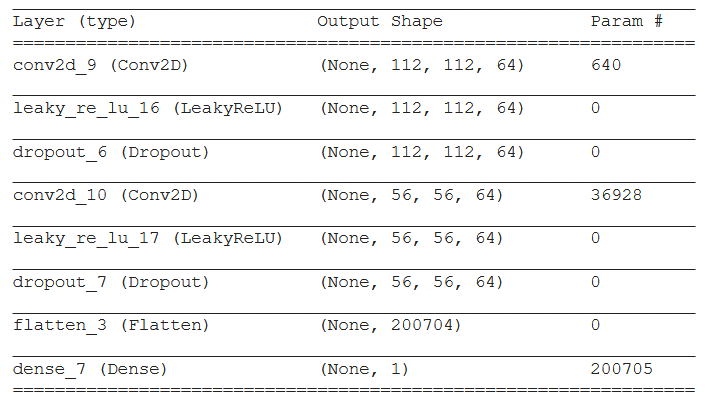 Layer (type) Output Shape Param #
=================================================================
conv2d_9 (Conv2D) (None, 112, 112, 64) 640
leaky_re_lu_16 (LeakyReLU) (None, 112, 112, 64) 0
dropout_6 (Dropout) (None, 112, 112, 64) 0
conv2d_10 (Conv2D) (None, 56, 56, 64) 36928
leaky_re_lu_17 (LeakyReLU) (None, 56, 56, 64) 0
dropout_7 (Dropout) (None, 56, 56, 64) 0
flatten_3 (Flatten) (None, 200704) 0
dense_7 (Dense) (None, 1) 200705
=================================================================